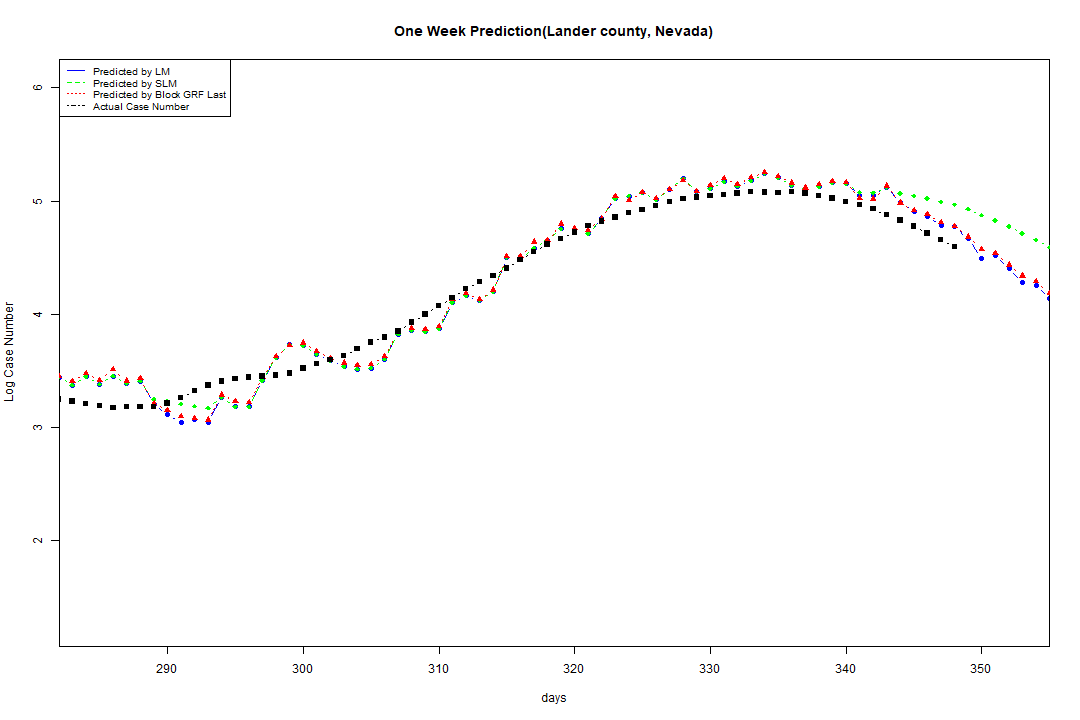 One Week Prediction(Lander county, Nevada)
Predicted by LM
Predicted by SLM
Predicted by Block GRF Last
Actual Case Number
6
5
4
3
2
Log Case Number
290 300 310 320 330 340 350
days